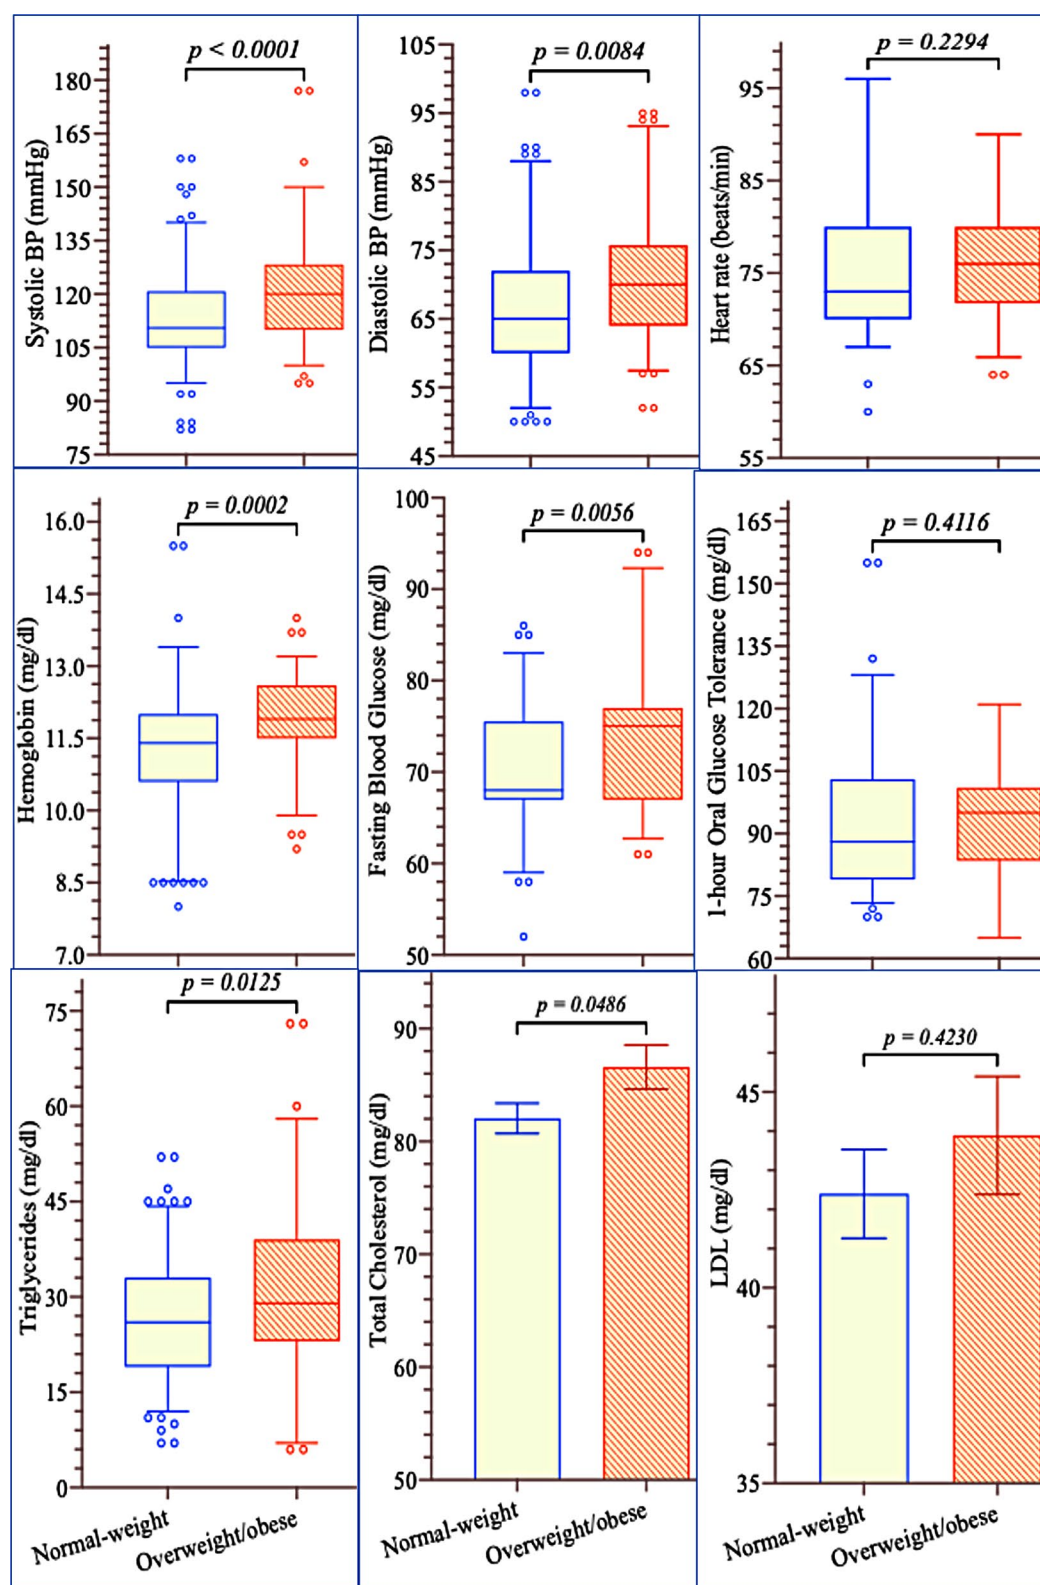 p < 0.0001
Systolic BP (mmHg)
180
165
150
135
120
105
90
75
p = 0.0084
Diastolic BP (mmHg)
105
95
85
75
65
55
45
p = 0.2294
Heart rate (beats/min)
95
85
75
65
55
p = 0.0002
Hemoglobin (mg/dl)
16.0
14.5
13.0
11.5
10.0
8.5
7.0
p = 0.0056
Fasting Blood Glucose (mg/dl)
100
90
80
70
60
50
p = 0.4116
1-hour Oral Glucose Tolerance (mg/dl)
165
150
135
120
105
90
75
60
p = 0.0125
Triglycerides (mg/dl)
75
60
45
30
15
0
Normal-weight
Overweight/obese
p = 0.0486
Total Cholesterol (mg/dl)
90
80
70
60
50
Normal-weight
Overweight/obese
p = 0.4230
LDL (mg/dl)
45
40
35
Normal-weight
Overweight/obese